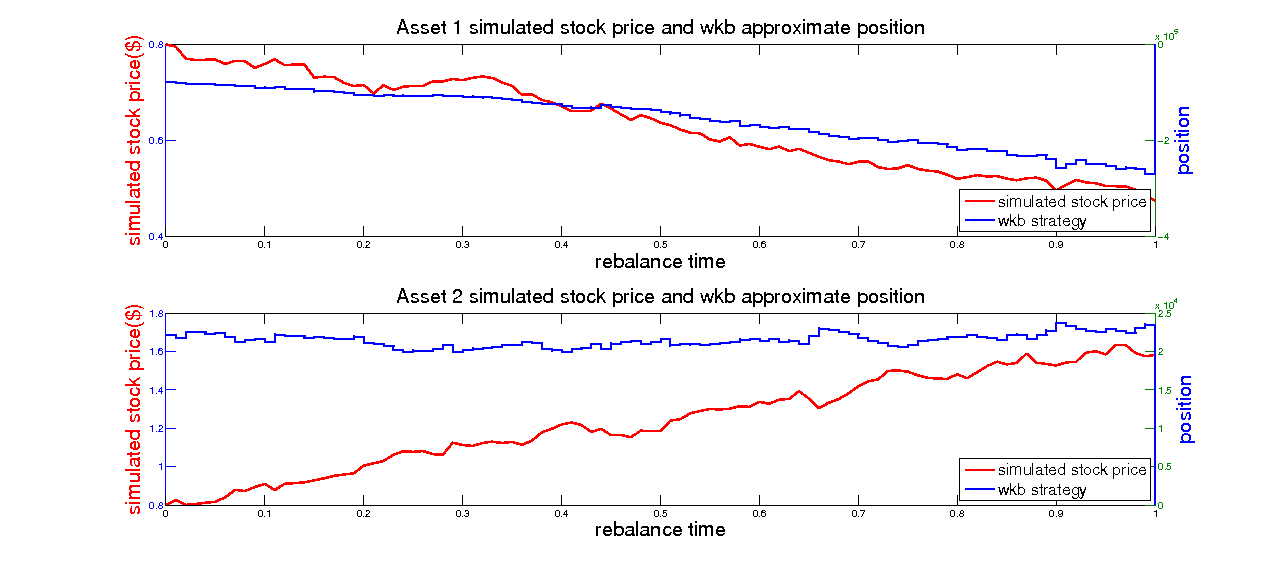 Asset 1 simulated stock price and wkb approximate position
x 10^5
simulated stock price($)
0.8
0.6
0.4
0
-2
-4
position
simulated stock price
wkb strategy
0 0.1 0.2 0.3 0.4 0.5 0.6 0.7 0.8 0.9 1
rebalance time
Asset 2 simulated stock price and wkb approximate position
x 10^4
simulated stock price($)
1.8
1.6
1.4
1.2
1
0.8
2.5
2
1.5
1
0.5
0
position
simulated stock price
wkb strategy
0 0.1 0.2 0.3 0.4 0.5 0.6 0.7 0.8 0.9 1
rebalance time